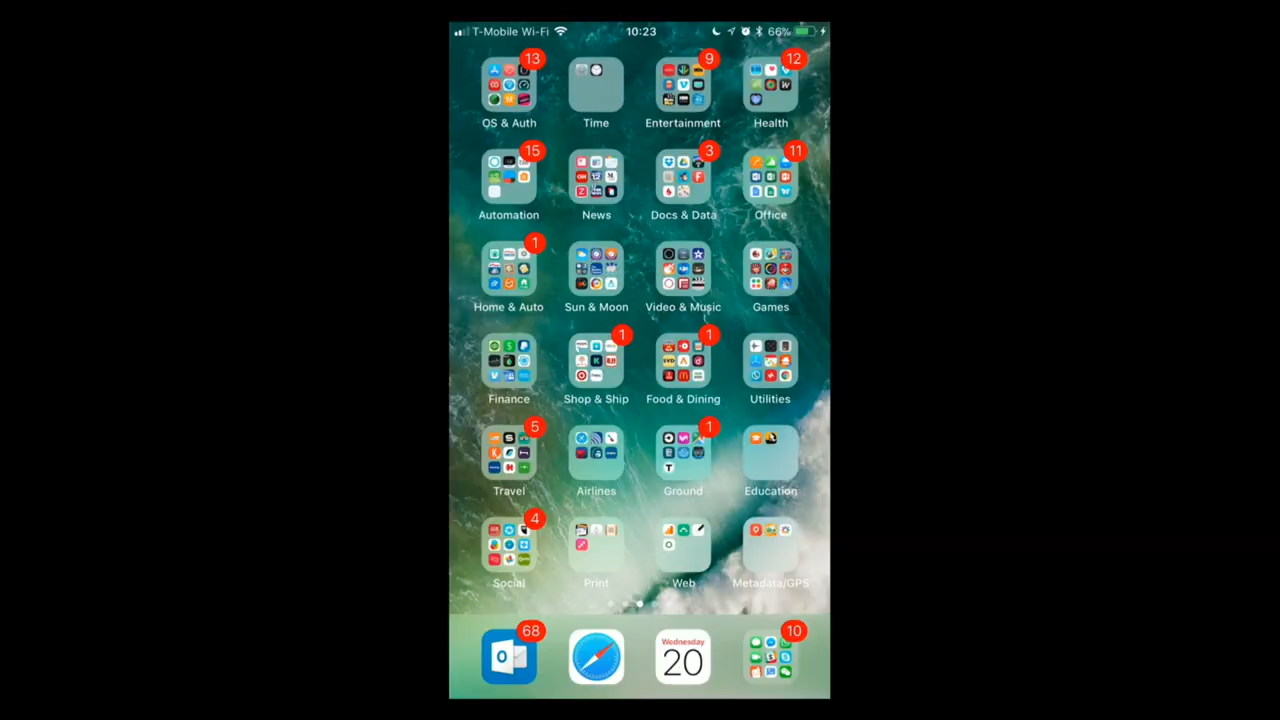 T-Mobile Wi-Fi 10:23 66%
13 9 12
OS & Auth Time Entertainment Health
15 3 11
Automation News Docs & Data Office
1
Home & Auto Sun & Moon Video & Music Games
1 1
Finance Shop & Ship Food & Dining Utilities
5 1
Travel Airlines Ground Education
4
Social Print Web Metadata/GPS
68 Wednesday 10
20